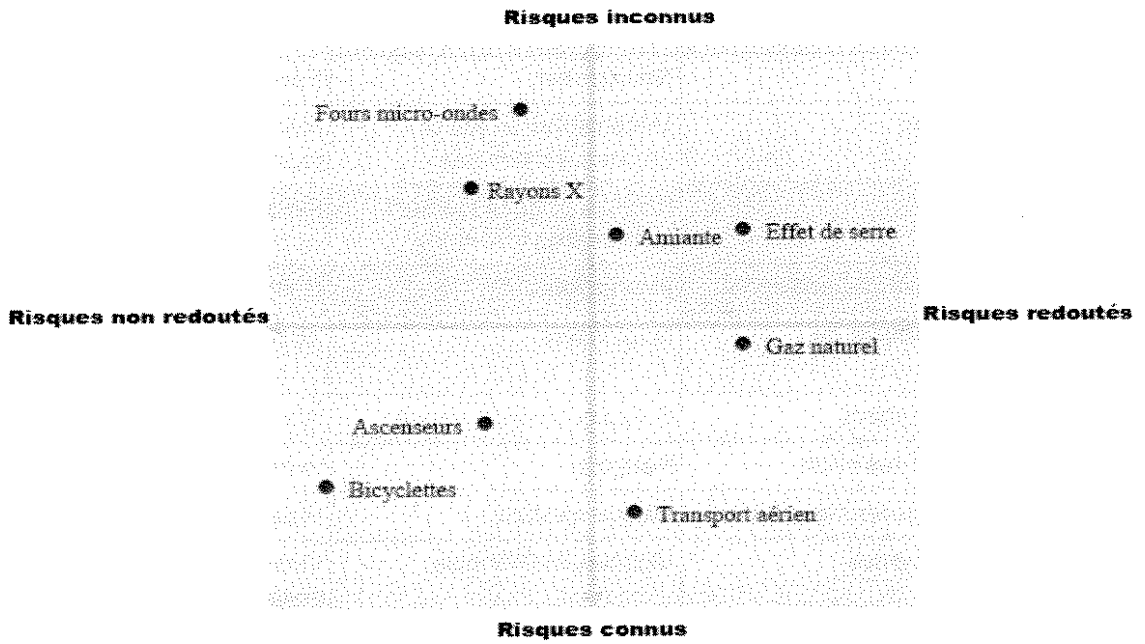 Risques inconnus
Fours micro-ondes
Rayons X
Amiante
Effet de serre
Risques non redoutés
Risques redoutés
Gaz naturel
Ascenseurs
Bicyclettes
Transport aérien
Risques connus